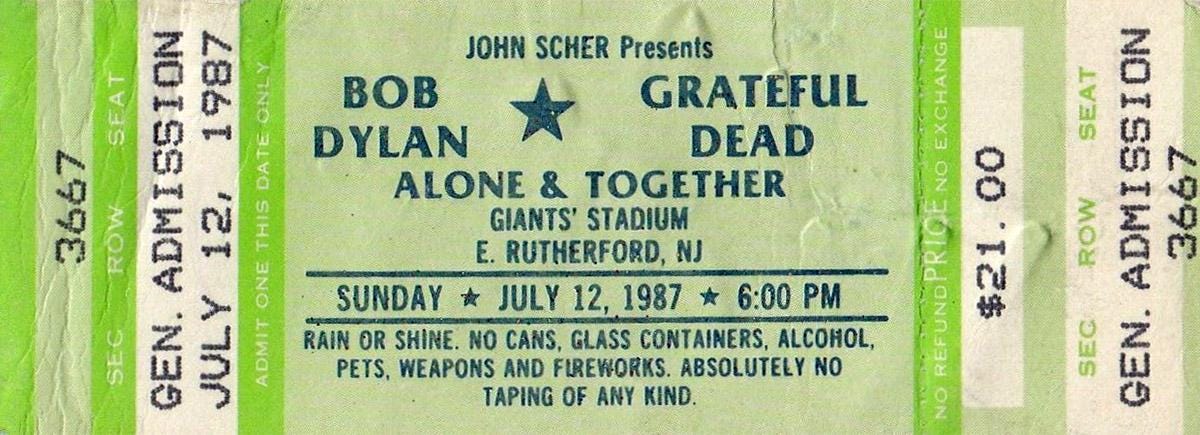 3667
SEC ROW SEAT
GEN. ADMISSION
JULY 12, 1987
ADMIT ONE THIS DATE ONLY
JOHN SCHER Presents
BOB DYLAN ★ GRATEFUL DEAD
ALONE & TOGETHER
GIANTS' STADIUM
E. RUTHERFORD, NJ
SUNDAY ★ JULY 12, 1987 ★ 6:00 PM
RAIN OR SHINE. NO CANS, GLASS CONTAINERS, ALCOHOL,
PETS, WEAPONS AND FIREWORKS. ABSOLUTELY NO
TAPING OF ANY KIND.
NO REFUND PRICE NO EXCHANGE
$21.00
SEC ROW SEAT
GEN. ADMISSION
3667